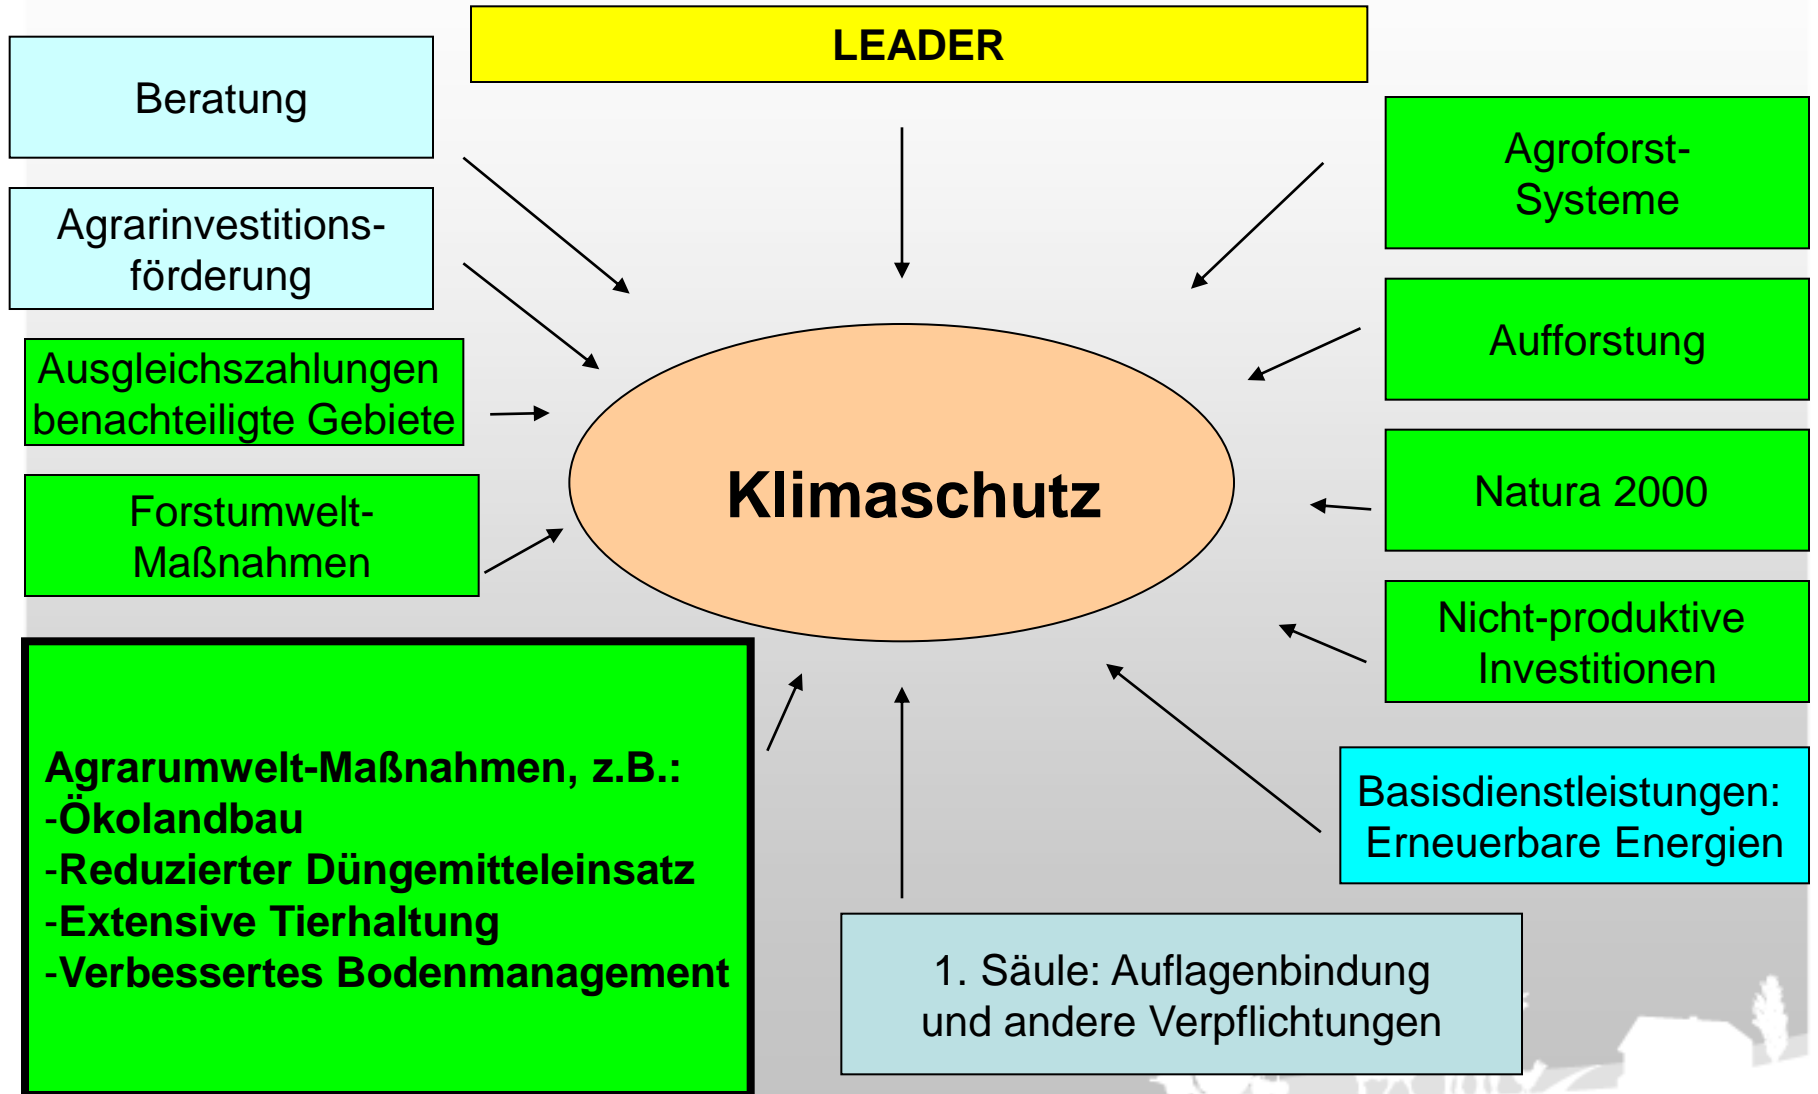 LEADER
Beratung
Agrarinvestitions-
förderung
Ausgleichszahlungen
benachteiligte Gebiete
Forstumwelt-
Maßnahmen
Agrarumwelt-Maßnahmen, z.B.:
-Ökolandbau
-Reduzierter Düngemitteleinsatz
-Extensive Tierhaltung
-Verbessertes Bodenmanagement
Klimaschutz
Agroforst-
Systeme
Aufforstung
Natura 2000
Nicht-produktive
Investitionen
Basisdienstleistungen:
Erneuerbare Energien
1. Säule: Auflagenbindung
und andere Verpflichtungen